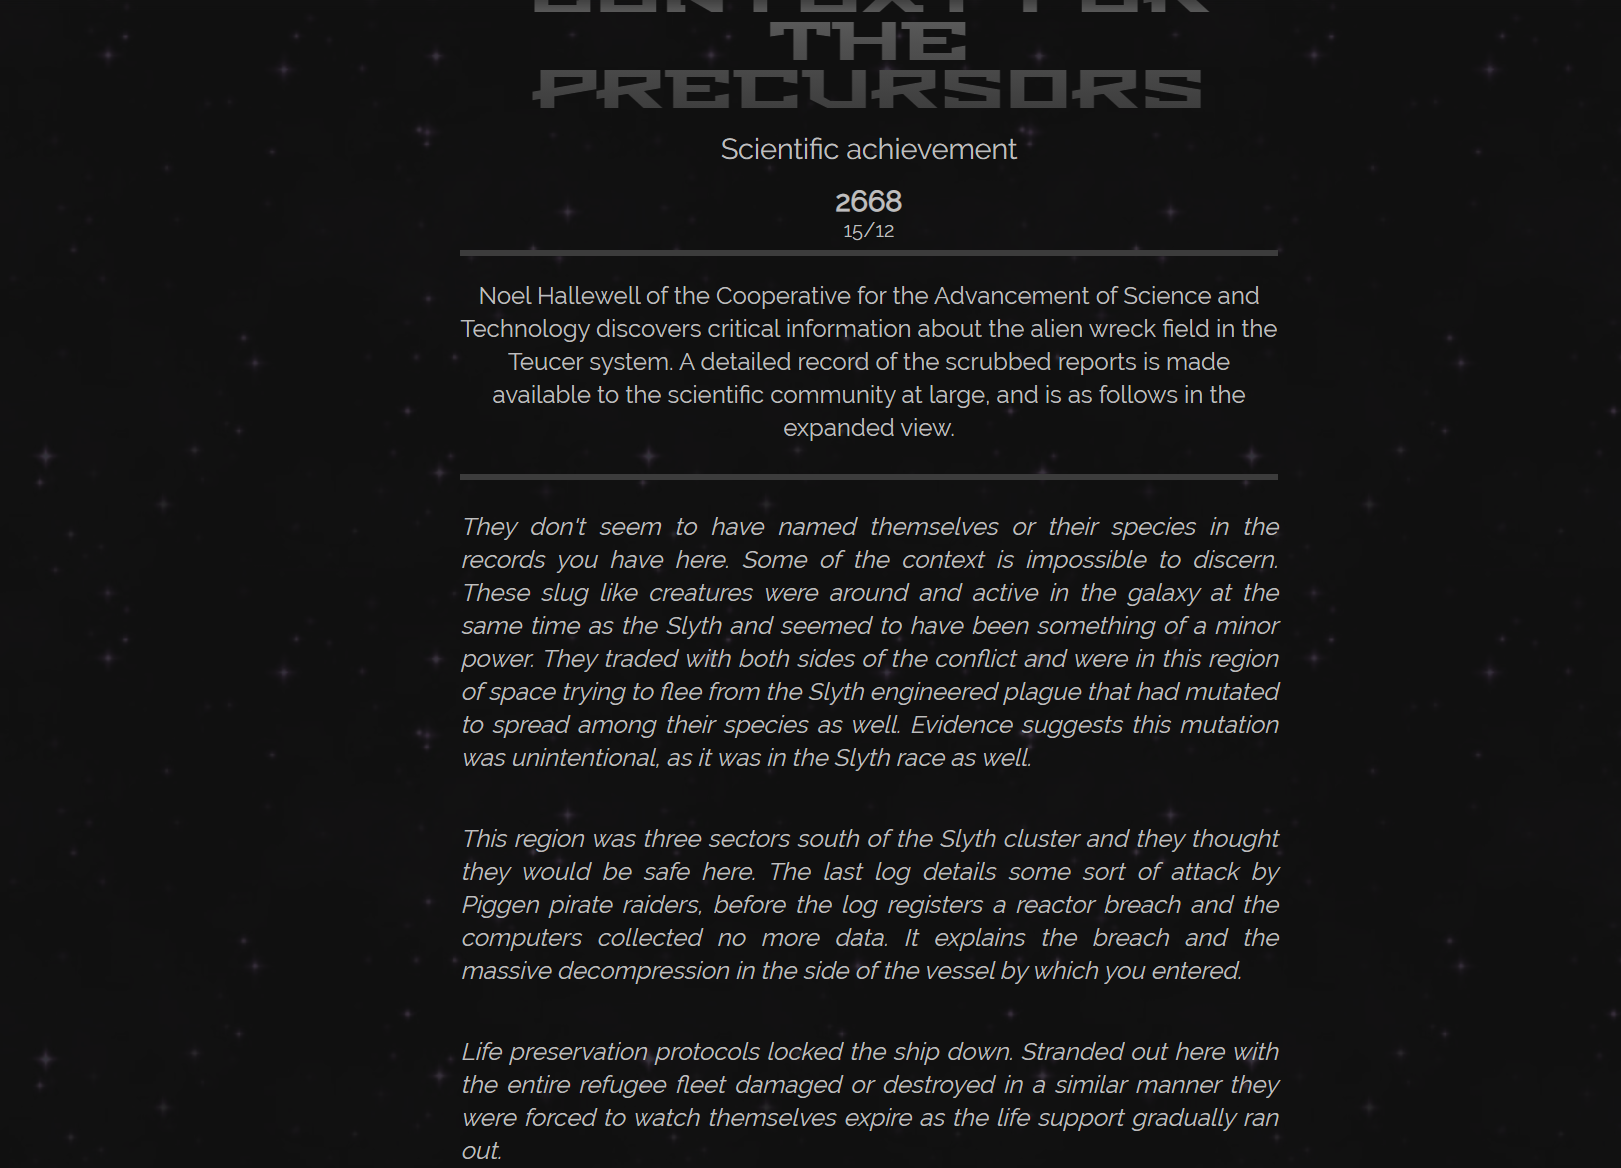 THE
PRECURSORS
Scientific achievement
2668
15/12
Noel Hallewell of the Cooperative for the Advancement of Science and
Technology discovers critical information about the alien wreck field in the
Teucer system. A detailed record of the scrubbed reports is made
available to the scientific community at large, and is as follows in the
expanded view.
They don't seem to have named themselves or their species in the
records you have here. Some of the context is impossible to discern.
These slug like creatures were around and active in the galaxy at the
same time as the Slyth and seemed to have been something of a minor
power. They traded with both sides of the conflict and were in this region
of space trying to flee from the Slyth engineered plague that had mutated
to spread among their species as well. Evidence suggests this mutation
was unintentional, as it was in the Slyth race as well.
This region was three sectors south of the Slyth cluster and they thought
they would be safe here. The last log details some sort of attack by
Piggen pirate raiders, before the log registers a reactor breach and the
computers collected no more data. It explains the breach and the
massive decompression in the side of the vessel by which you entered.
Life preservation protocols locked the ship down. Stranded out here with
the entire refugee fleet damaged or destroyed in a similar manner they
were forced to watch themselves expire as the life support gradually ran
out.